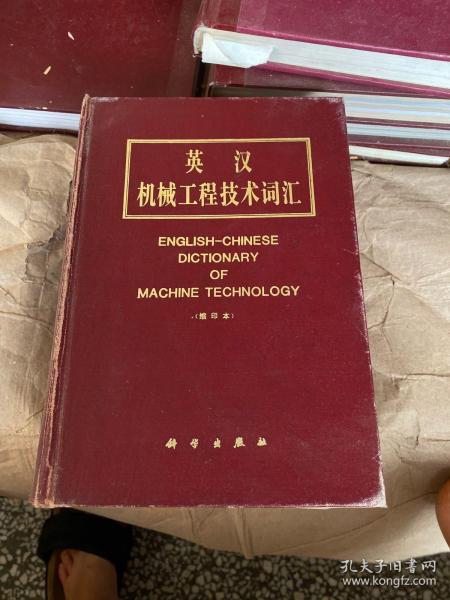 英汉
机械工程技术词汇
ENGLISH-CHINESE
DICTIONARY
OF
MACHINE TECHNOLOGY
(缩印本)
科学出版社
孔夫子旧书网
www.kongfz.com